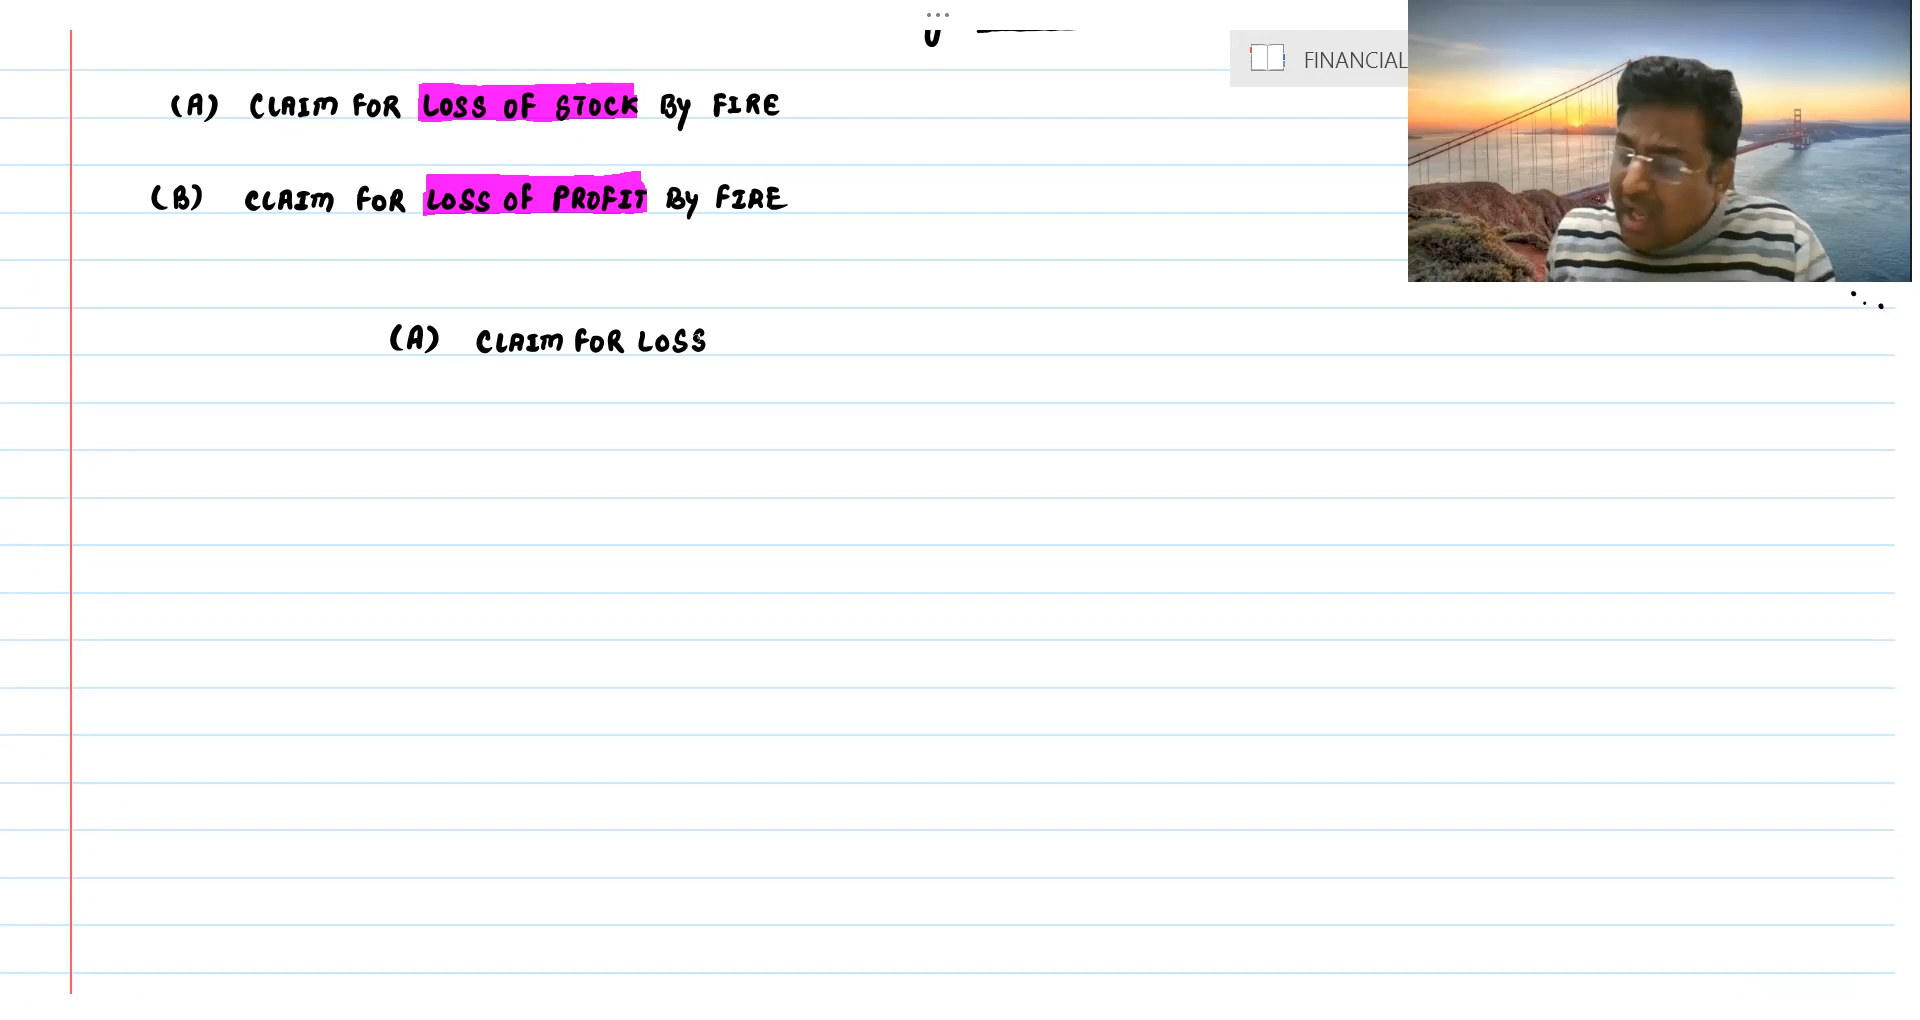 FINANCIAL
(A) CLAIM FOR LOSS OF STOCK By FIRE
(B) CLAIM FOR LOSS OF PROFIT By FIRE
(A) CLAIM FOR LOSS